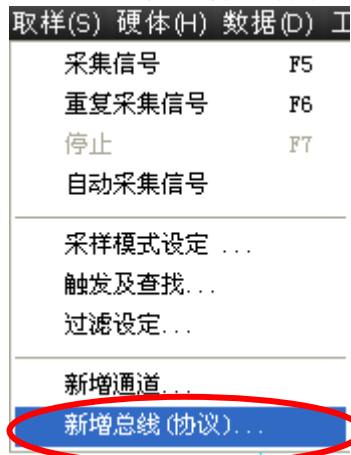 取样(S) 硬体(H) 数据(D) 工
采集信号 F5
重复采集信号 F6
停止 F7
自动采集信号
采样模式设定 ...
触发及查找...
过滤设定...
新增通道...
新增总线(协议)...